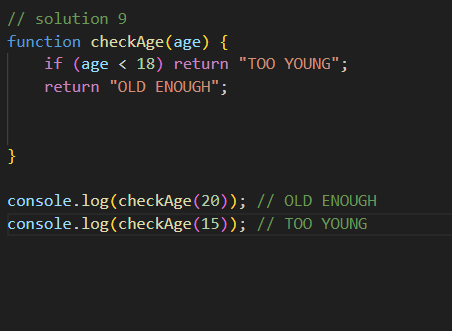 // solution 9
function checkAge(age) {
    if (age < 18) return "TOO YOUNG";
    return "OLD ENOUGH";
}
console.log(checkAge(20)); // OLD ENOUGH
console.log(checkAge(15)); // TOO YOUNG